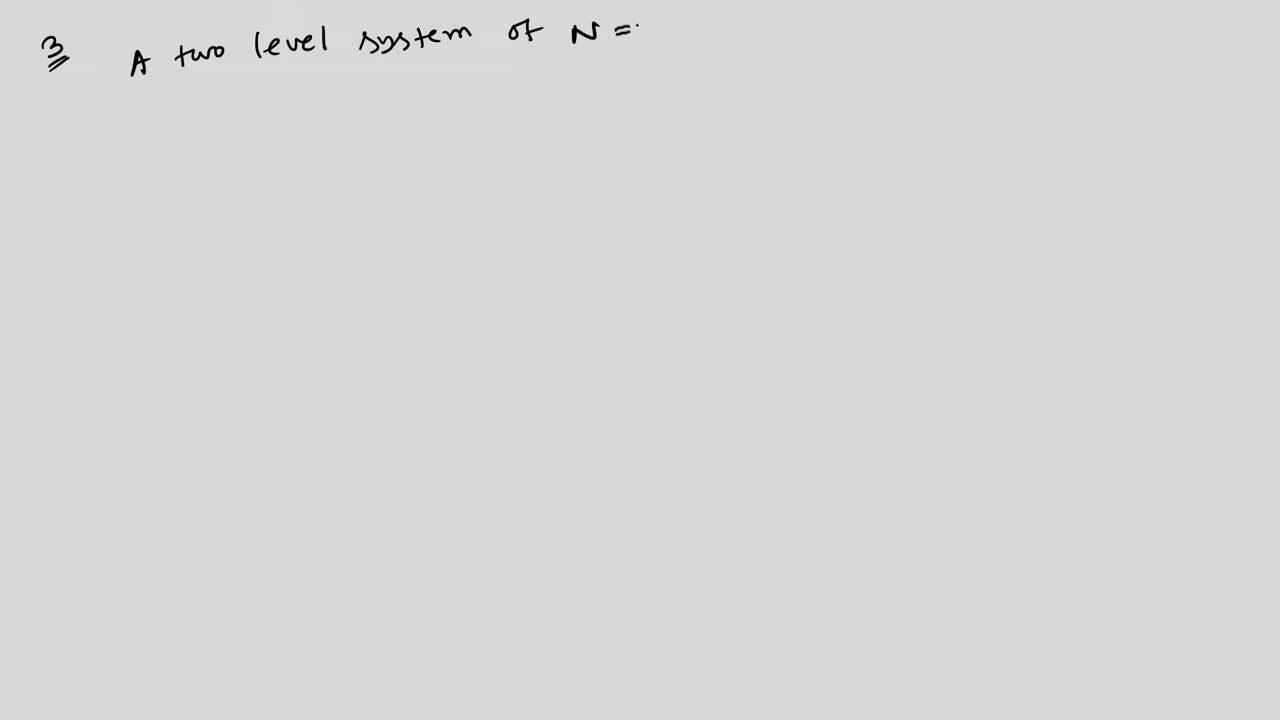 3 A two level system of N =